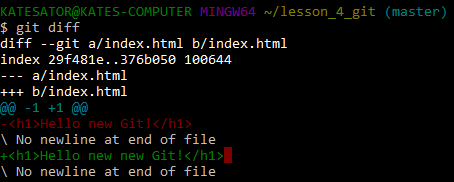 KATESATOR@KATES-COMPUTER MINGW64 ~/lesson_4_git (master)
$ git diff
diff --git a/index.html b/index.html
index 29f481e..376b050 100644
--- a/index.html
+++ b/index.html
@@ -1 +1 @@
-<h1>Hello new Git!</h1>
\ No newline at end of file
+<h1>Hello new new Git!</h1>
\ No newline at end of file